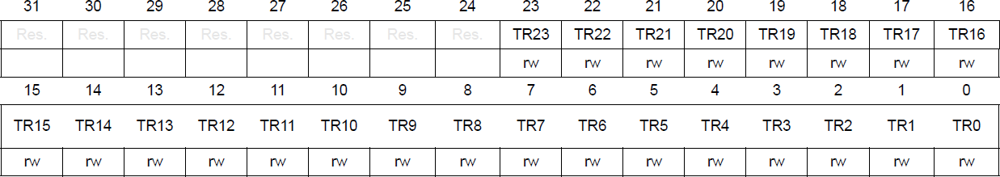 31 30 29 28 27 26 25 24 23 22 21 20 19 18 17 16
Res. Res. Res. Res. Res. Res. Res. Res. TR23 TR22 TR21 TR20 TR19 TR18 TR17 TR16
rw rw rw rw rw rw rw rw
15 14 13 12 11 10 9 8 7 6 5 4 3 2 1 0
TR15 TR14 TR13 TR12 TR11 TR10 TR9 TR8 TR7 TR6 TR5 TR4 TR3 TR2 TR1 TR0
rw rw rw rw rw rw rw rw rw rw rw rw rw rw rw rw